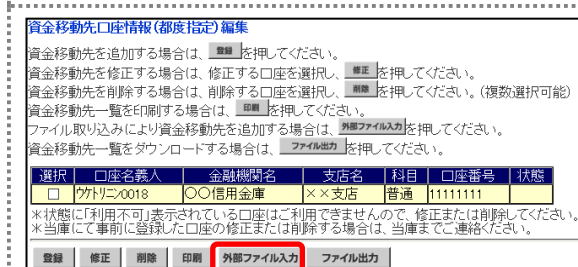 資金移動先口座情報(都度指定)編集
資金移動先を追加する場合は、 登録 を押してください。
資金移動先を修正する場合は、修正する口座を選択し、 修正 を押してください。
資金移動先を削除する場合は、削除する口座を選択し、 削除 を押してください。(複数選択可能)
資金移動先一覧を印刷する場合は、 印刷 を押してください。
ファイル取り込みにより資金移動先を追加する場合は、 外部ファイル入力 を押してください。
資金移動先一覧をダウンロードする場合は、 ファイル出力 を押してください。
選択 口座名義人 金融機関名 支店名 科目 口座番号 状態
ウケトリニン0018 〇〇信用金庫 ××支店 普通 11111111
*状態に「利用不可」表示されている口座はご利用できませんので、修正または削除してください。
*当庫にて事前に登録した口座の修正または削除する場合は、当庫までご連絡ください。
登録 修正 削除 印刷 外部ファイル入力 ファイル出力